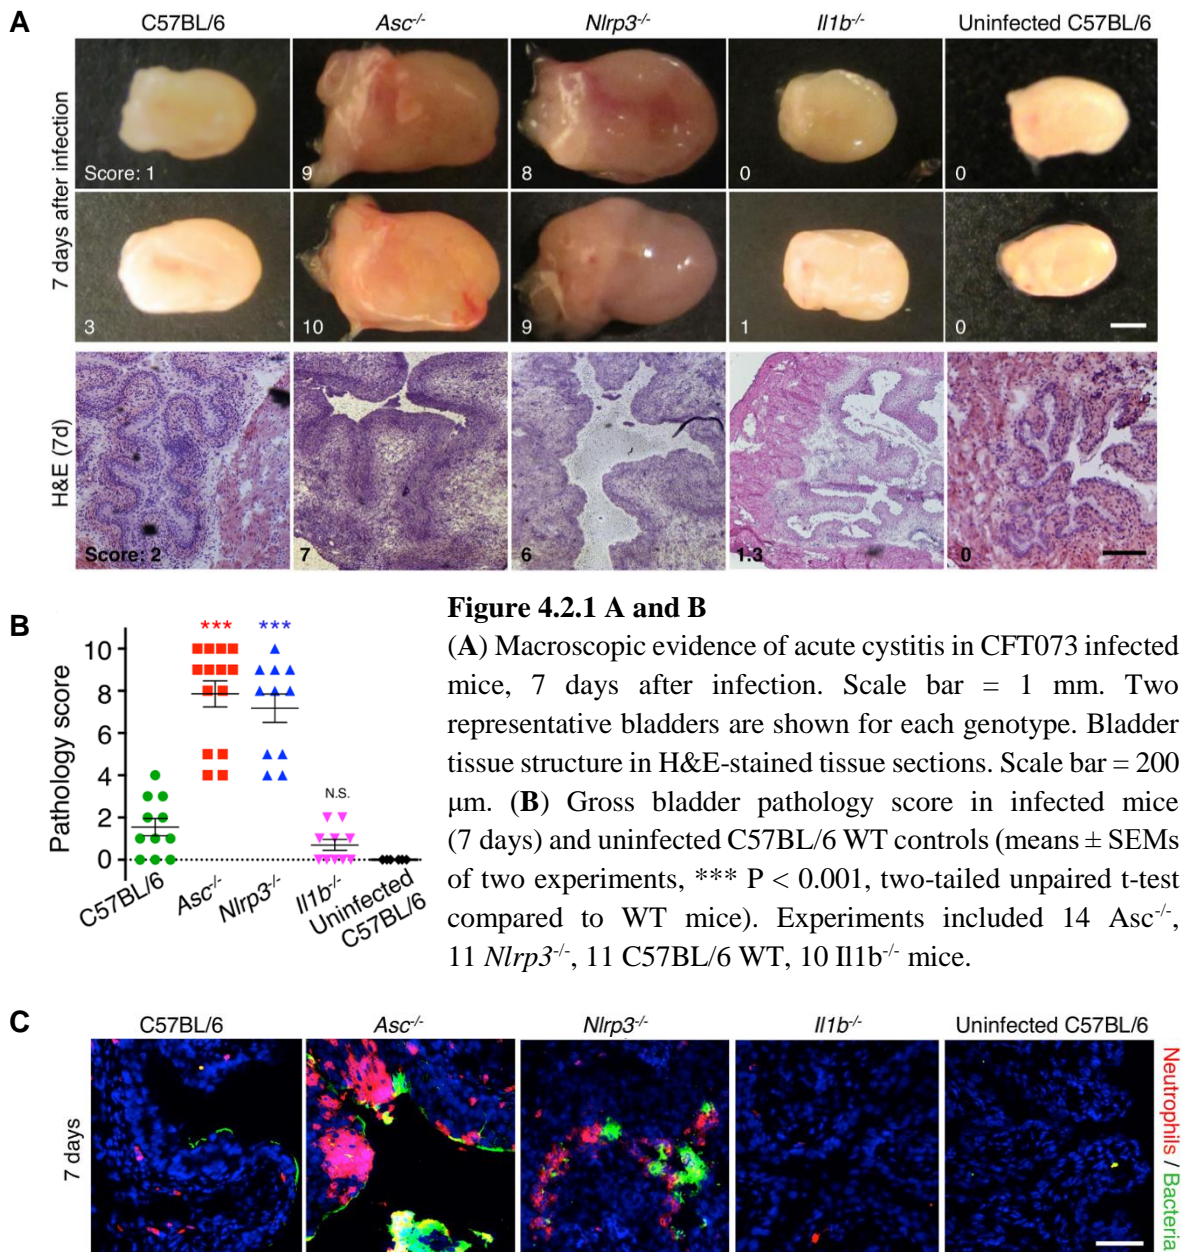 A
C57BL/6
Asc-/-
Nlrp3-/-
Il1b-/-
Uninfected C57BL/6
7 days after infection
Score: 1
9
8
0
0
3
10
9
1
0
H&E (7d)
Score: 2
7
6
1.3
0
B
Pathology score
10
8
6
4
2
0
***
***
N.S.
C57BL/6
Asc-/-
Nlrp3-/-
Il1b-/-
Uninfected
C57BL/6
Figure 4.2.1 A and B
(A) Macroscopic evidence of acute cystitis in CFT073 infected
mice, 7 days after infection. Scale bar = 1 mm. Two
representative bladders are shown for each genotype. Bladder
tissue structure in H&E-stained tissue sections. Scale bar = 200
μm. (B) Gross bladder pathology score in infected mice
(7 days) and uninfected C57BL/6 WT controls (means ± SEMs
of two experiments, *** P < 0.001, two-tailed unpaired t-test
compared to WT mice). Experiments included 14 Asc-/-,
11 Nlrp3-/-, 11 C57BL/6 WT, 10 Il1b-/- mice.
C
C57BL/6
Asc-/-
Nlrp3-/-
Il1b-/-
Uninfected C57BL/6
7 days
Neutrophils / Bacteria